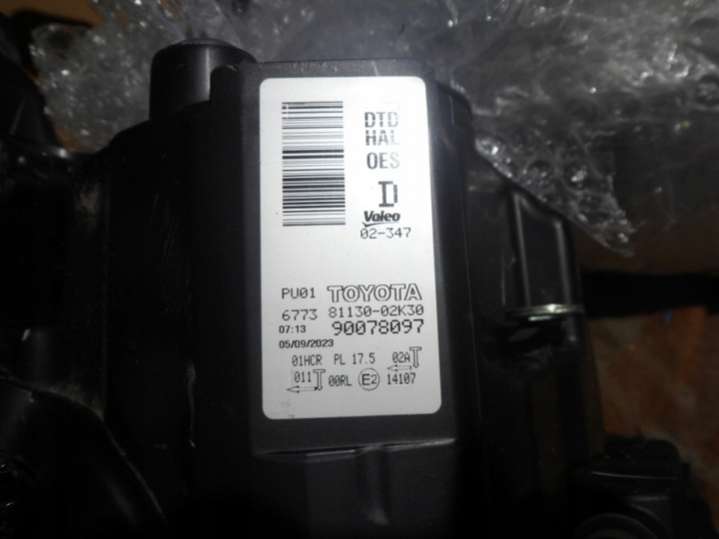 DTD
HAL
OES
D
Valeo
02-347
PU01 TOYOTA
6773 81130-02K30
07:13 90078097
05/09/2023
01HCR PL 17.5 02A
011 00RL E2 14107